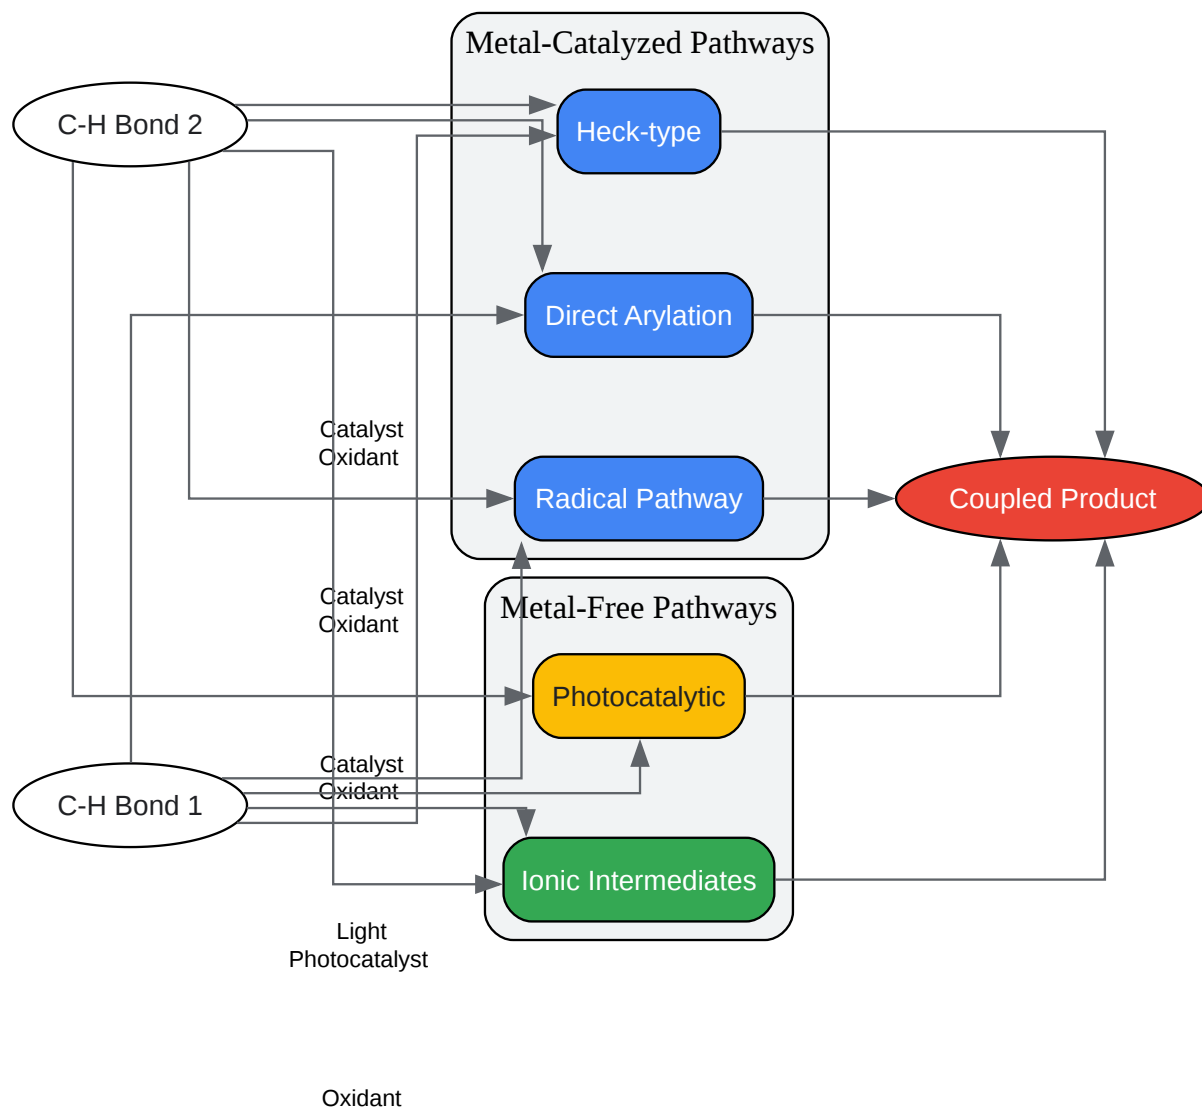 Metal-Catalyzed Pathways
C-H Bond 2
Heck-type
Direct Arylation
Catalyst
Oxidant
Radical Pathway
Coupled Product
Catalyst
Oxidant
Metal-Free Pathways
Photocatalytic
Catalyst
Oxidant
C-H Bond 1
Ionic Intermediates
Light
Photocatalyst
Oxidant